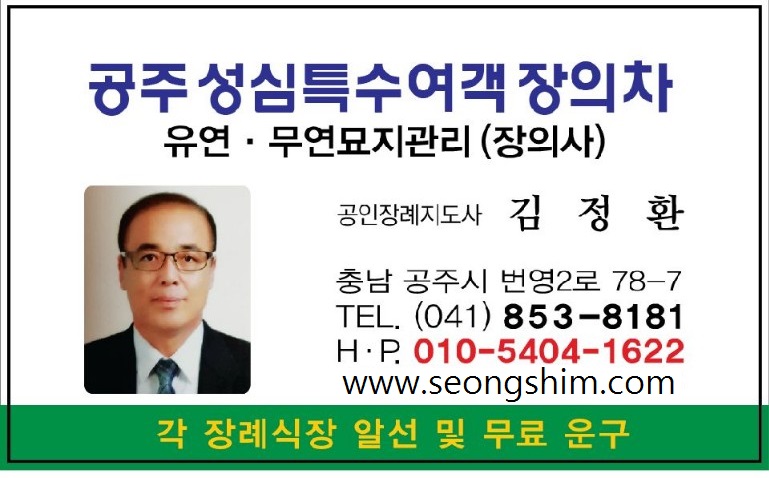 공주 성심특수여객 장의차
유연 · 무연묘지관리 (장의사)
공인장례지도사 김 정 환
충남 공주시 번영2로 78-7
TEL. (041) 853-8181
H·P. 010-5404-1622
www.seongshim.com
각 장례식장 알선 및 무료 운구